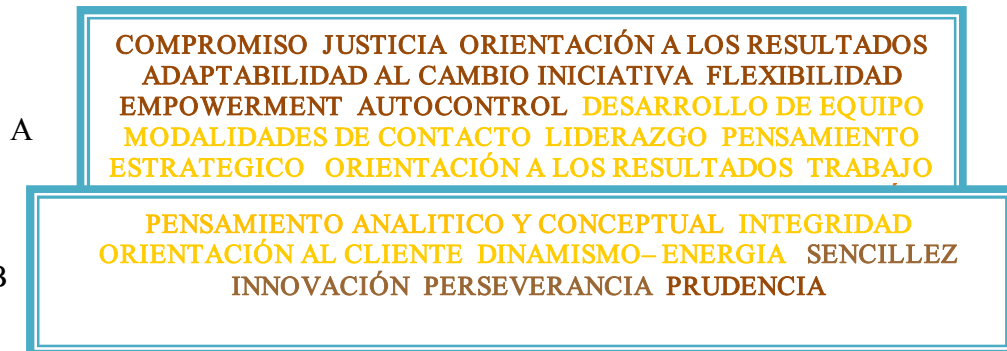 COMPROMISO JUSTICIA ORIENTACIÓN A LOS RESULTADOS
ADAPTABILIDAD AL CAMBIO INICIATIVA FLEXIBILIDAD
EMPOWERMENT AUTOCONTROL DESARROLLO DE EQUIPO
A
MODALIDADES DE CONTACTO LIDERAZGO PENSAMIENTO
ESTRATEGICO ORIENTACIÓN A LOS RESULTADOS TRABAJO
PENSAMIENTO ANALITICO Y CONCEPTUAL INTEGRIDAD
ORIENTACIÓN AL CLIENTE DINAMISMO– ENERGIA SENCILLEZ
INNOVACIÓN PERSEVERANCIA PRUDENCIA